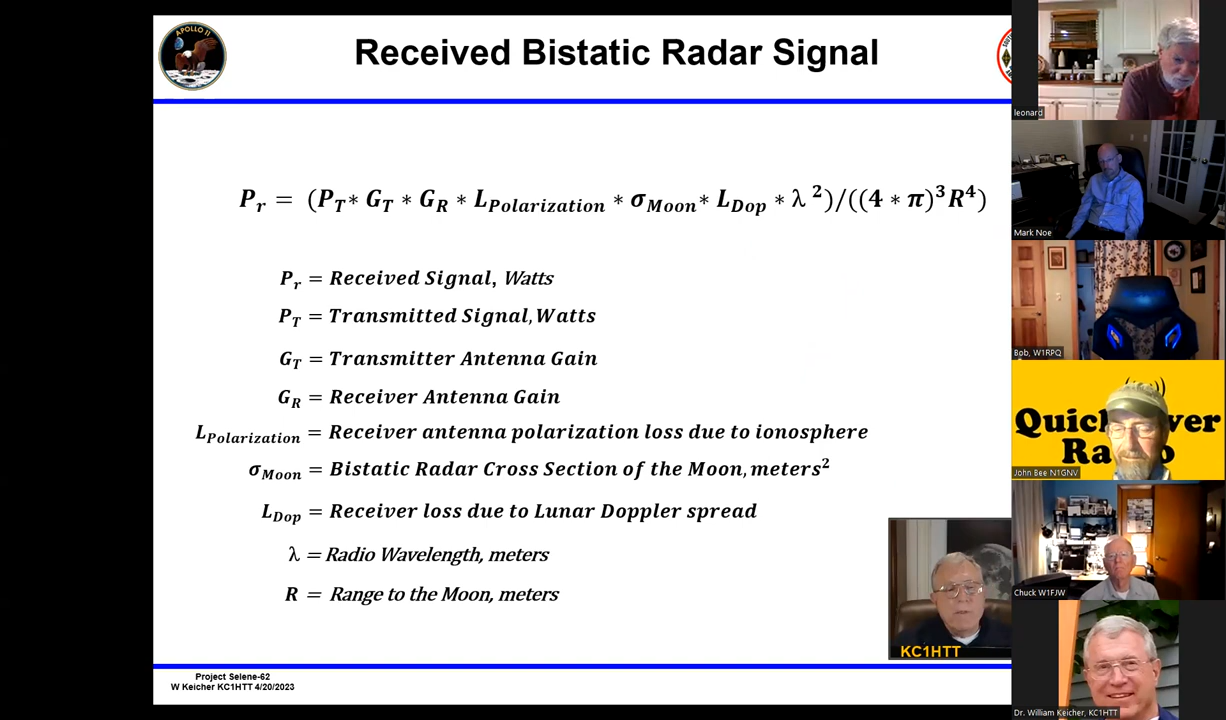 APOLLO 11
Received Bistatic Radar Signal
P_r = (P_T* G_T * G_R * L_Polarization * σ_Moon* L_Dop * λ ²)/((4 * π)³R⁴)
P_r = Received Signal, Watts
P_T = Transmitted Signal, Watts
G_T = Transmitter Antenna Gain
G_R = Receiver Antenna Gain
L_Polarization = Receiver antenna polarization loss due to ionosphere
σ_Moon = Bistatic Radar Cross Section of the Moon, meters²
L_Dop = Receiver loss due to Lunar Doppler spread
λ = Radio Wavelength, meters
R = Range to the Moon, meters
Project Selene-62
W Keicher KC1HTT 4/20/2023
KC1HTT
leonard
Mark Noe
Bob, W1RPQ
John Bee N1GNV
Chuck W1FJW
Dr. William Keicher, KC1HTT